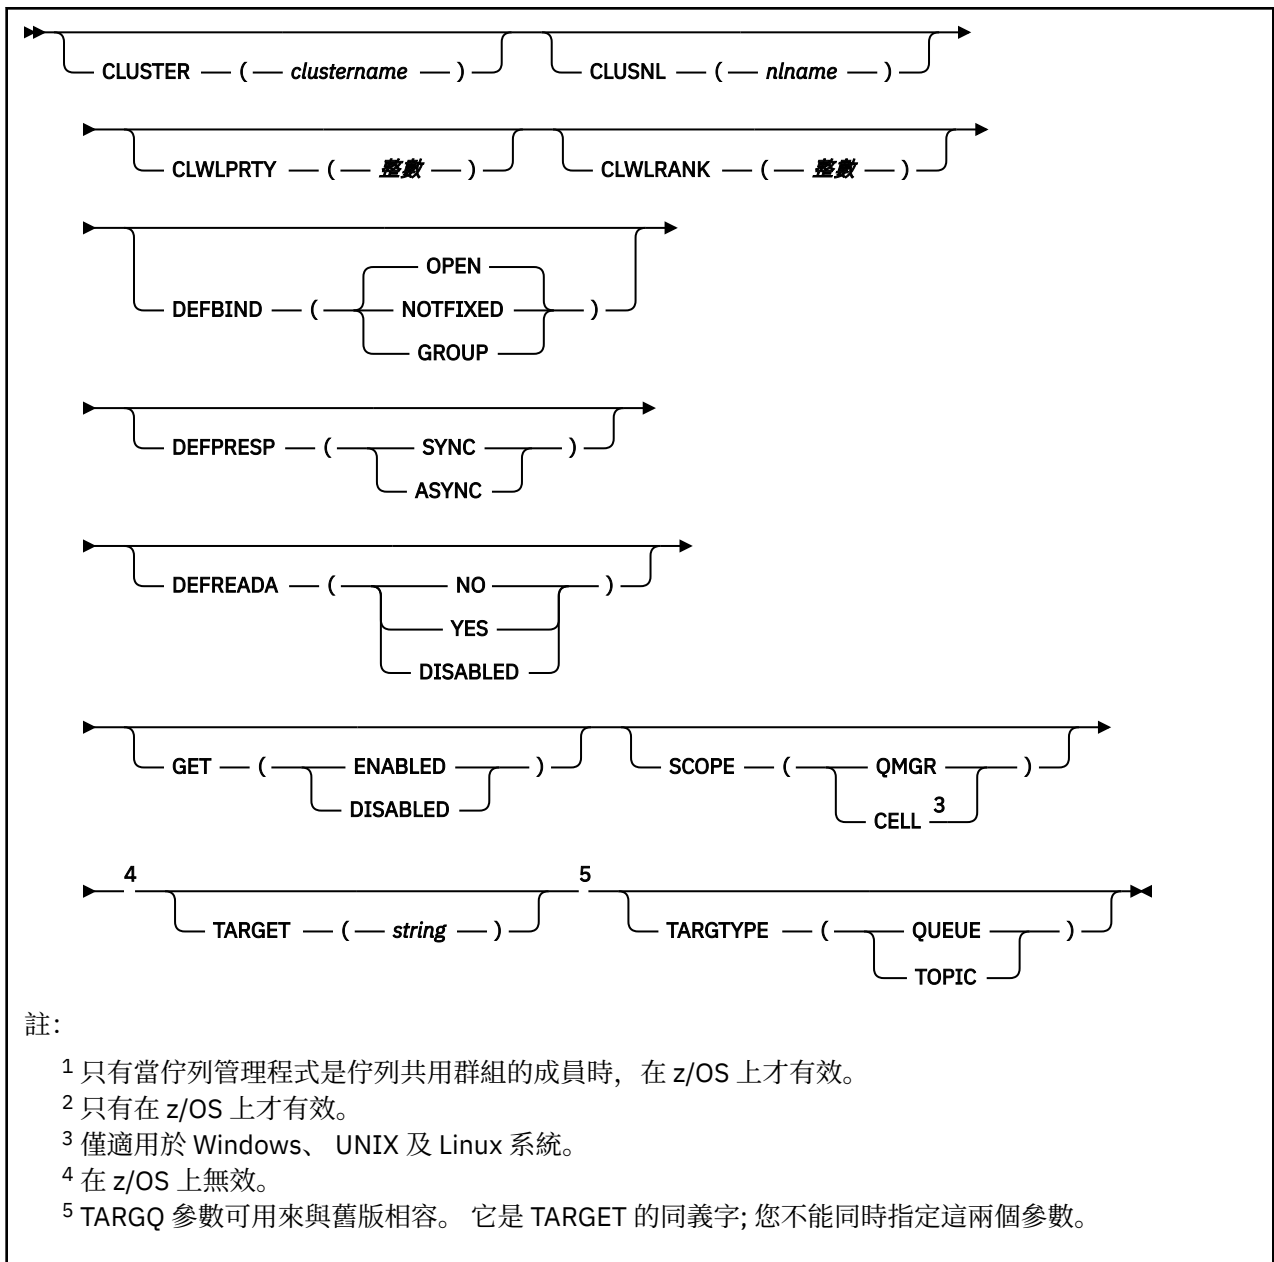 CLUSTER ( clustername ) CLUSNL ( nlname )
CLWLPRTY ( 整數 ) CLWLRANK ( 整數 )
OPEN
DEFBIND ( NOTFIXED )
GROUP
DEFPRESP ( SYNC )
ASYNC
DEFREADA ( NO )
YES
DISABLED
GET ( ENABLED ) SCOPE ( QMGR )
DISABLED
CELL 3
4 5
TARGET ( string ) TARGTYPE ( QUEUE )
TOPIC
註:
1 只有當佇列管理程式是佇列共用群組的成員時，在 z/OS 上才有效。
2 只有在 z/OS 上才有效。
3 僅適用於 Windows、 UNIX 及 Linux 系統。
4 在 z/OS 上無效。
5 TARGQ 參數可用來與舊版相容。 它是 TARGET 的同義字; 您不能同時指定這兩個參數。